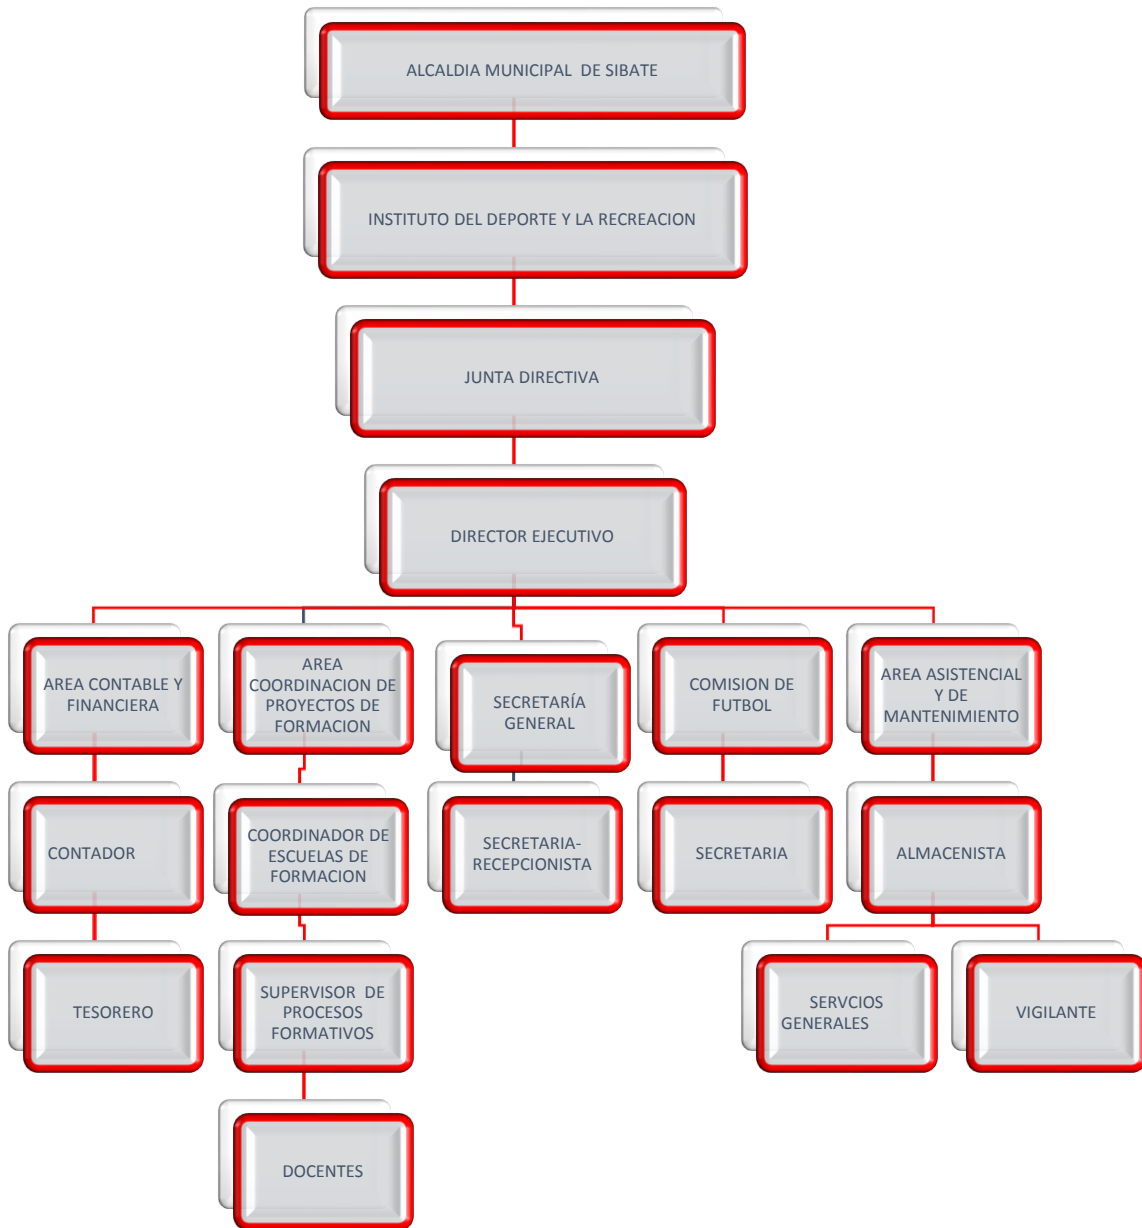 ALCALDIA MUNICIPAL DE SIBATE
INSTITUTO DEL DEPORTE Y LA RECREACION
JUNTA DIRECTIVA
DIRECTOR EJECUTIVO
AREA CONTABLE Y
FINANCIERA
AREA
COORDINACION DE
PROYECTOS DE
FORMACION
SECRETARÍA
GENERAL
COMISION DE
FUTBOL
AREA ASISTENCIAL
Y DE
MANTENIMIENTO
CONTADOR
COORDINADOR DE
ESCUELAS DE
FORMACION
SECRETARIA-
RECEPCIONISTA
SECRETARIA
ALMACENISTA
TESORERO
SUPERVISOR DE
PROCESOS
FORMATIVOS
SERVCIOS
GENERALES
VIGILANTE
DOCENTES